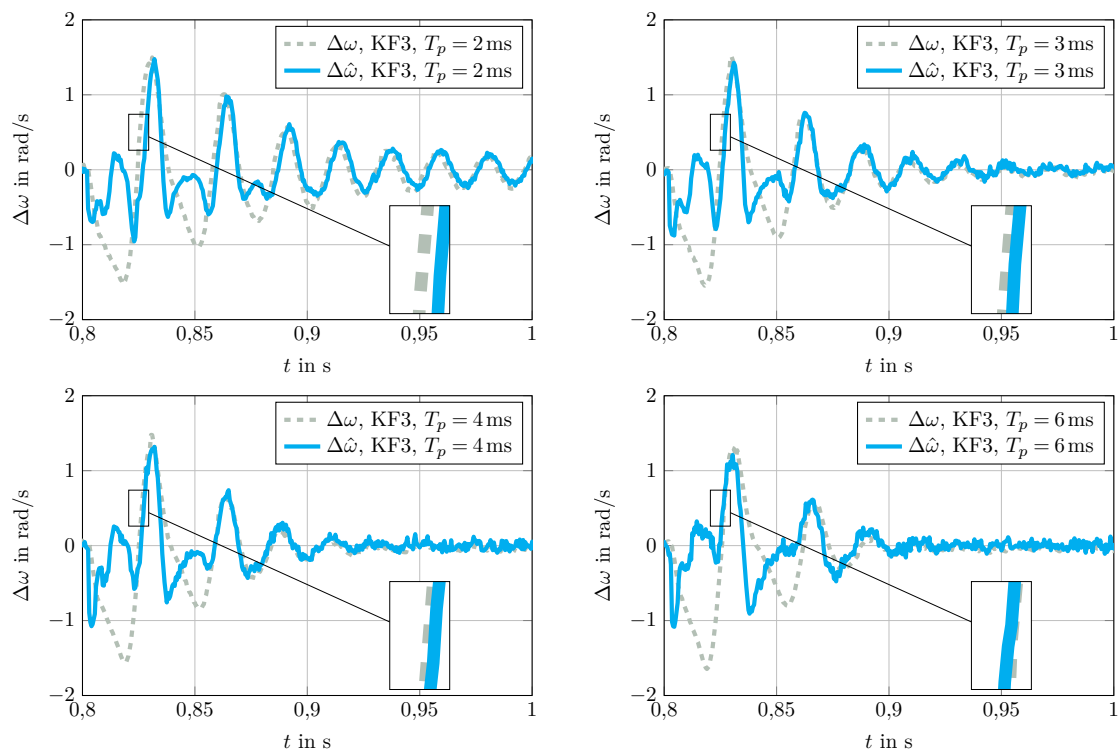 2
1
0
−1
−2
Δω in rad/s
0,8
0,85
0,9
0,95
1
t in s
Δω, KF3, T_p = 2 ms
Δω̂, KF3, T_p = 2 ms
2
1
0
−1
−2
Δω in rad/s
0,8
0,85
0,9
0,95
1
t in s
Δω, KF3, T_p = 3 ms
Δω̂, KF3, T_p = 3 ms
2
1
0
−1
−2
Δω in rad/s
0,8
0,85
0,9
0,95
1
t in s
Δω, KF3, T_p = 4 ms
Δω̂, KF3, T_p = 4 ms
2
1
0
−1
−2
Δω in rad/s
0,8
0,85
0,9
0,95
1
t in s
Δω, KF3, T_p = 6 ms
Δω̂, KF3, T_p = 6 ms